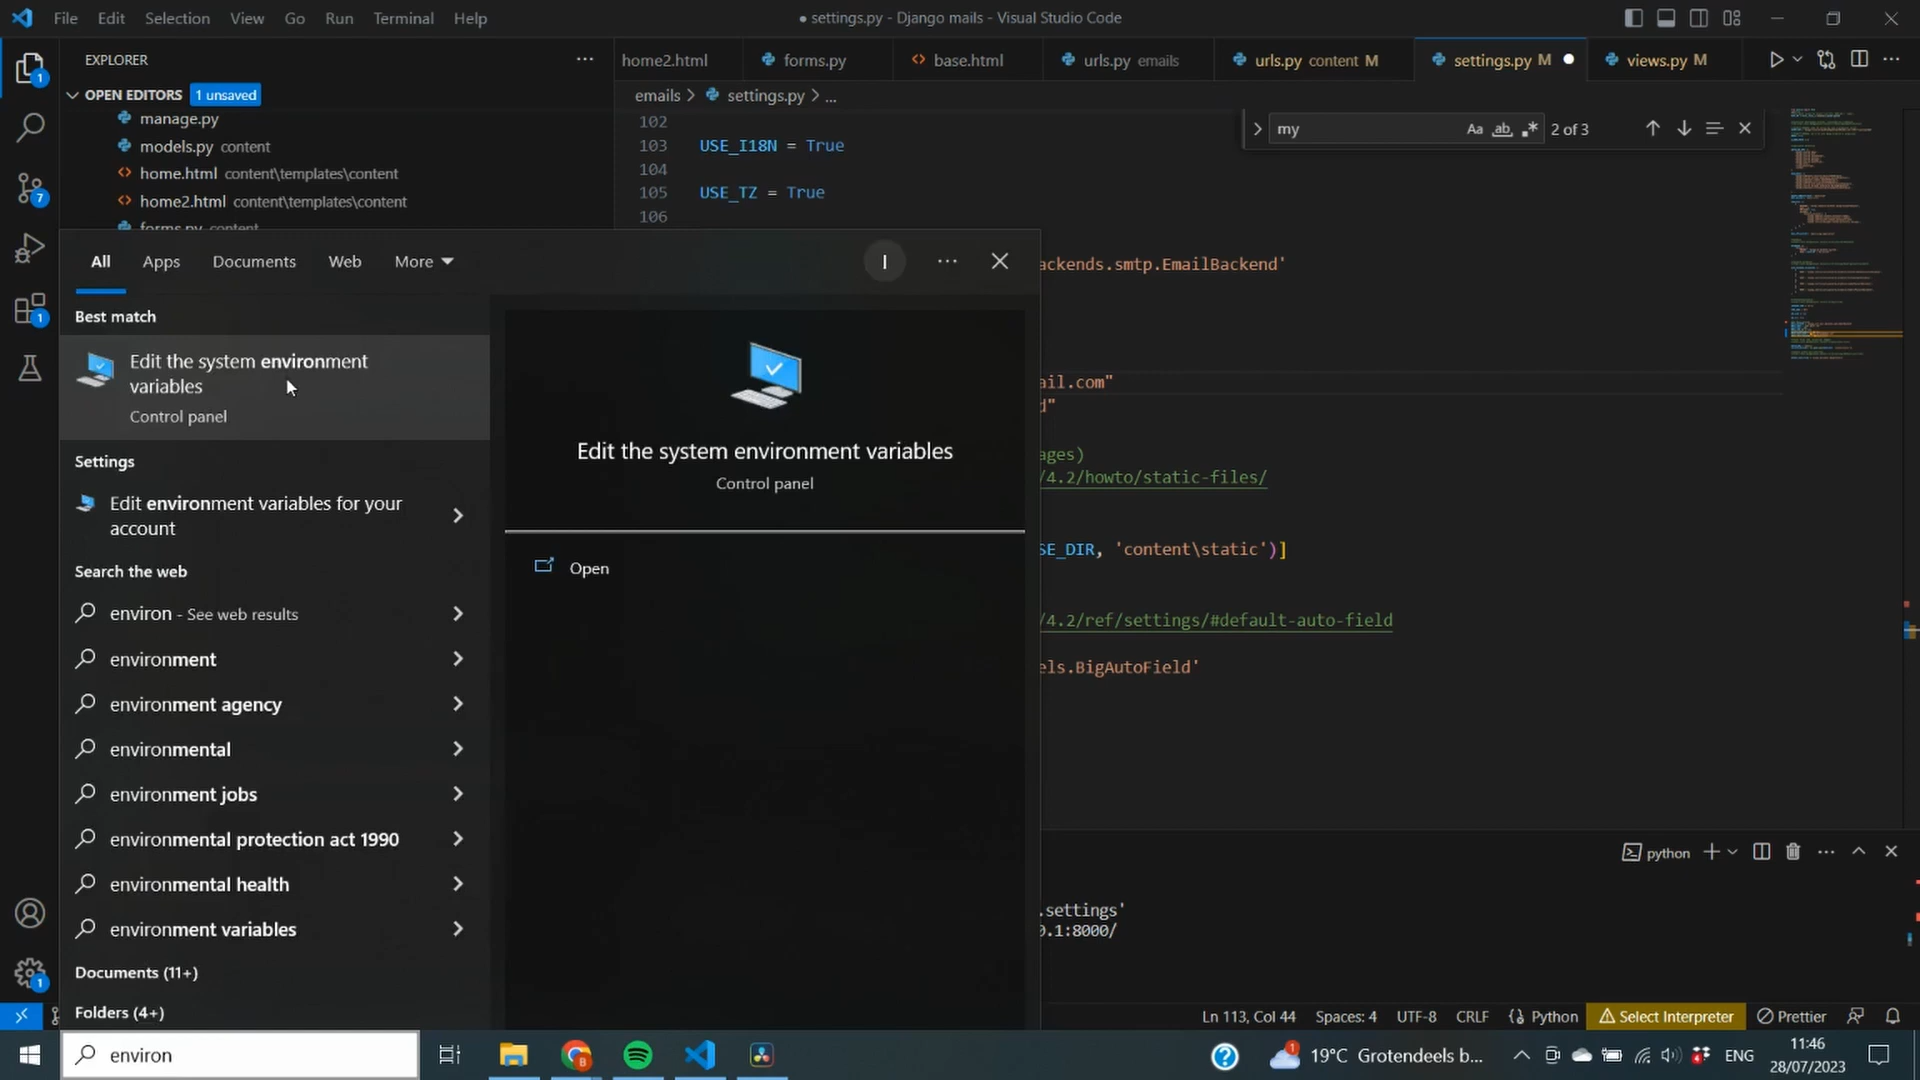 File Edit Selection View Go Run Terminal Help
● settings.py - Django mails - Visual Studio Code
EXPLORER
OPEN EDITORS 1 unsaved
manage.py
models.py content
home.html content\templates\content
home2.html content\templates\content
forms.py content
home2.html forms.py base.html urls.py emails urls.py content M settings.py M views.py M
emails > settings.py > ...
my Aa ab 2 of 3
102
103 USE_I18N = True
104
105 USE_TZ = True
106
ackends.smtp.EmailBackend'
ail.com"
d"
ages)
/4.2/howto/static-files/
SE_DIR, 'content\static')]
/4.2/ref/settings/#default-auto-field
els.BigAutoField'
python
.settings'
0.1:8000/
All Apps Documents Web More I
Best match
Edit the system environment
variables
Control panel
Settings
Edit environment variables for your
account
Search the web
environ - See web results
environment
environment agency
environmental
environment jobs
environmental protection act 1990
environmental health
environment variables
Documents (11+)
Folders (4+)
Edit the system environment variables
Control panel
Open
1
7
1
1
Ln 113, Col 44 Spaces: 4 UTF-8 CRLF Python Select Interpreter Prettier
environ
1
19°C Grotendeels b...
4
ENG
11:46
28/07/2023